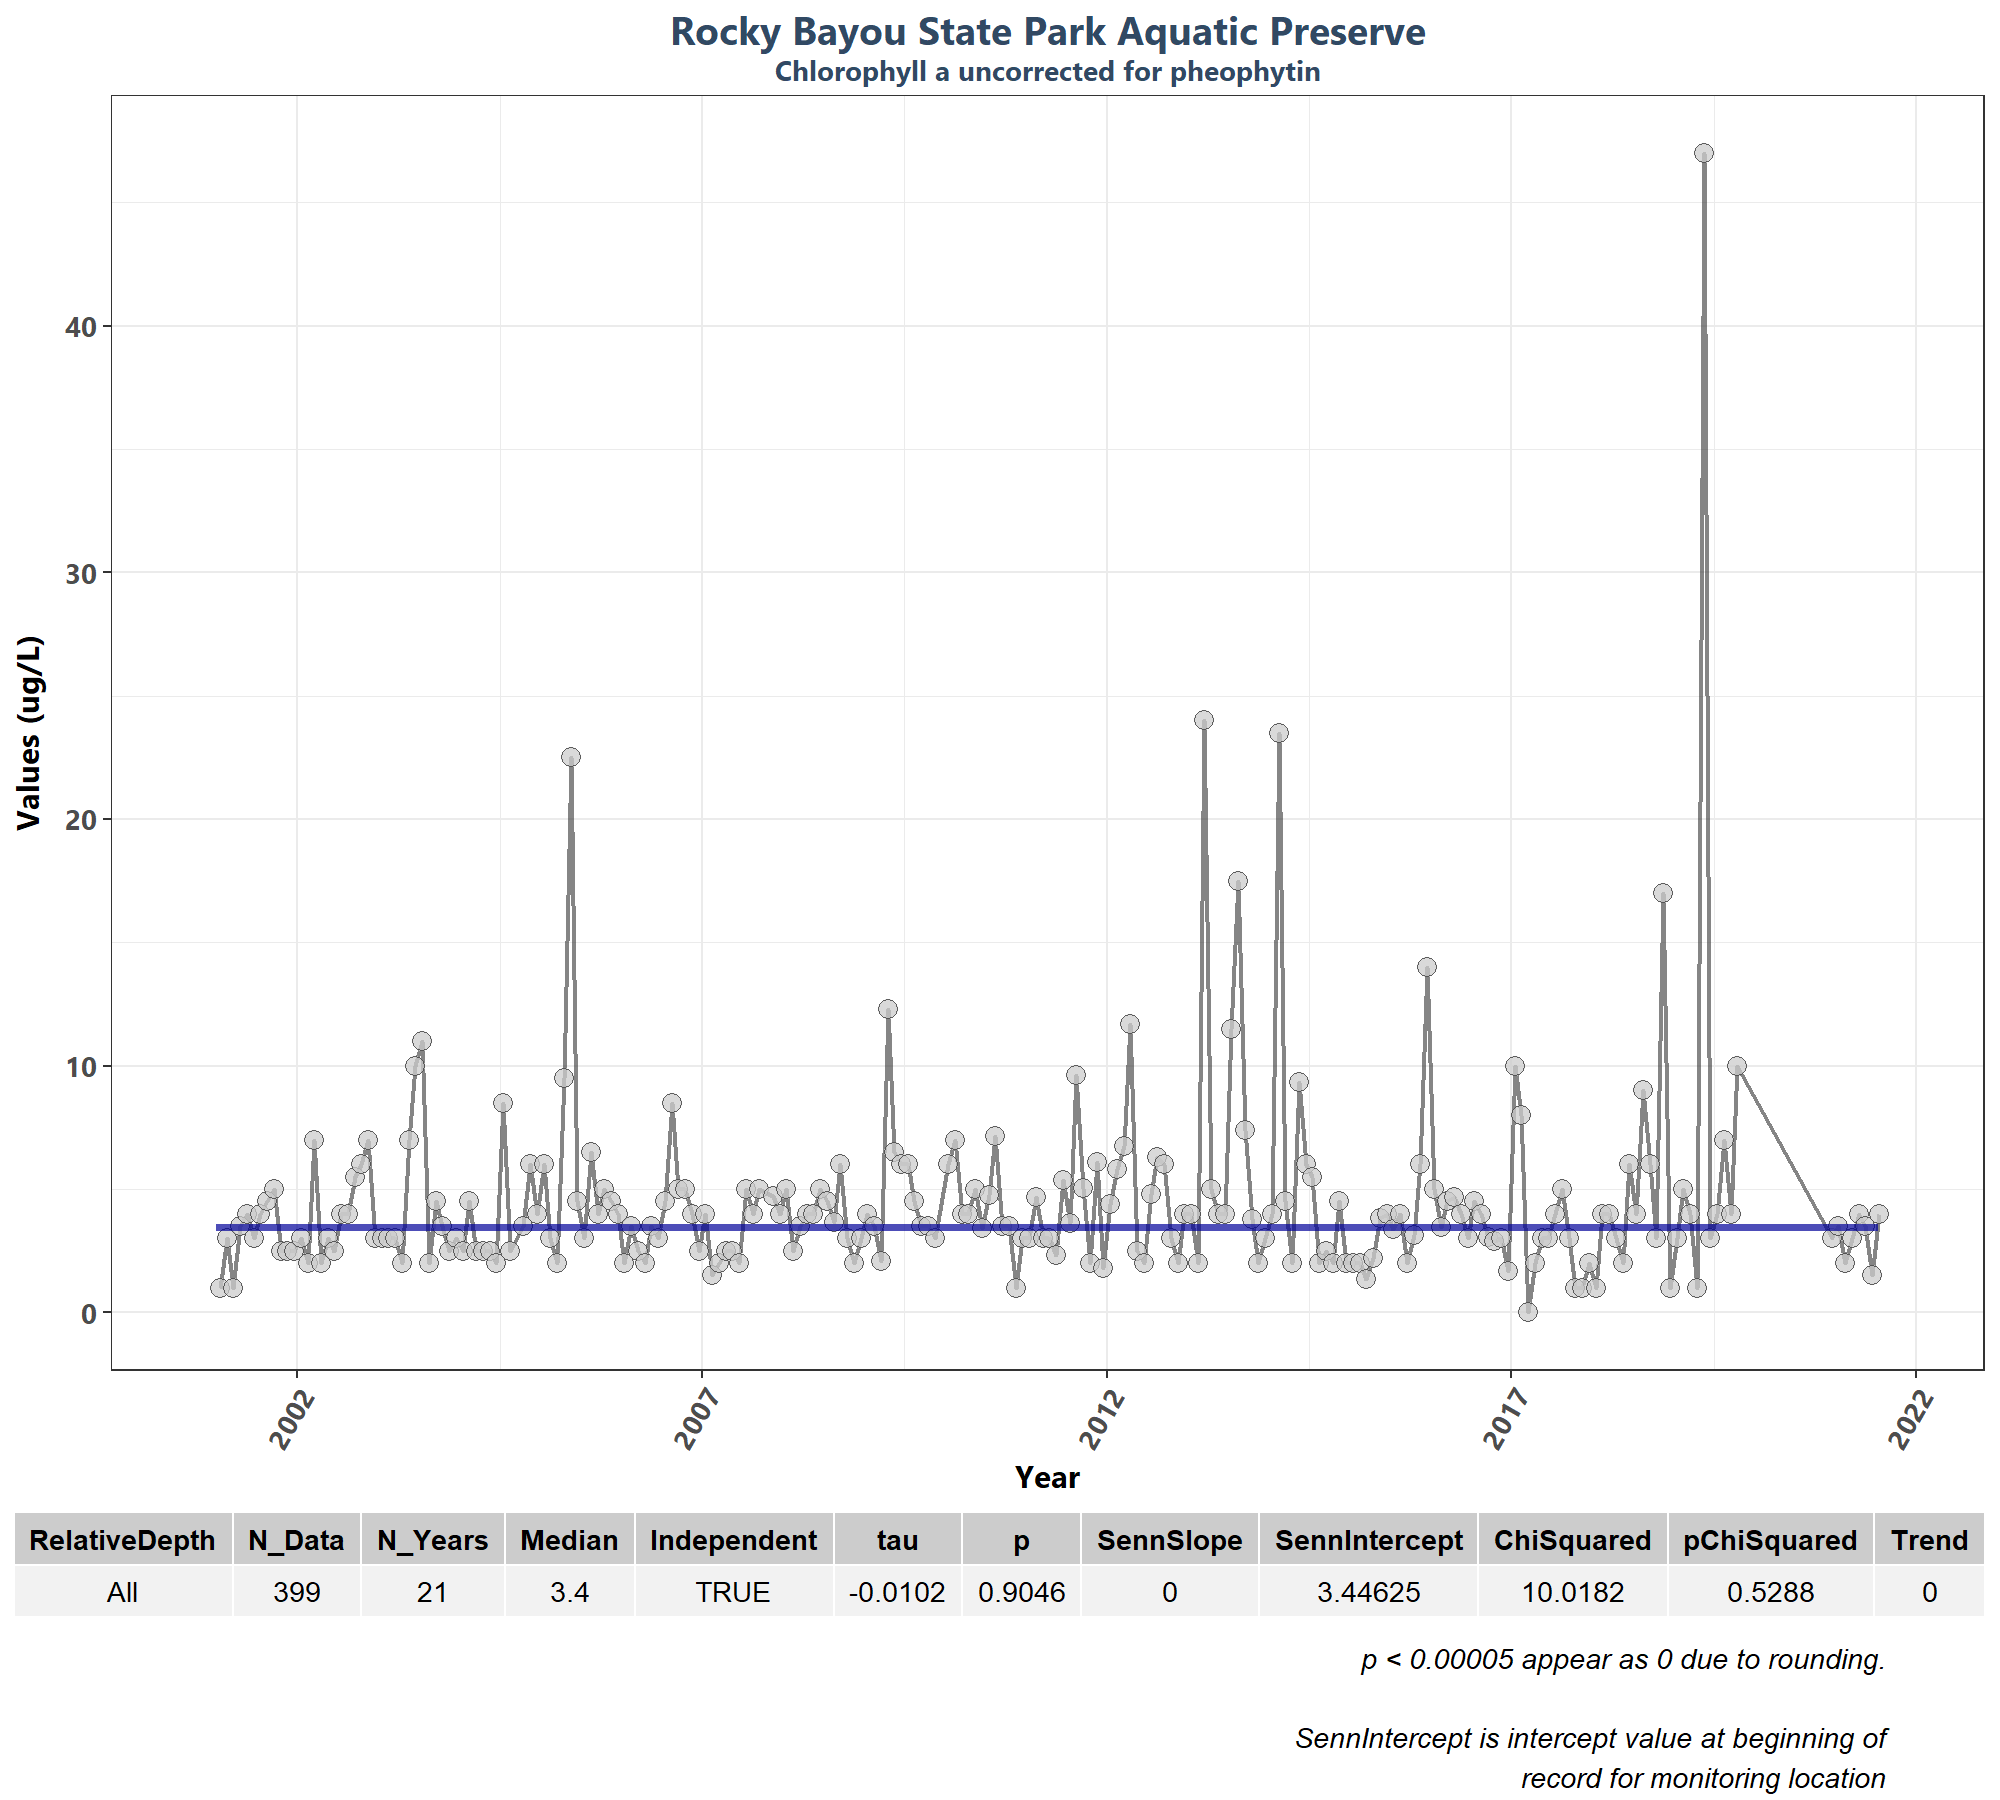 Rocky Bayou State Park Aquatic Preserve
Chlorophyll a uncorrected for pheophytin
Values (ug/L)
40
30
20
10
0
2002 2007 2012 2017 2022
Year
RelativeDepth N_Data N_Years Median Independent tau p SennSlope SennIntercept ChiSquared pChiSquared Trend
All 399 21 3.4 TRUE -0.0102 0.9046 0 3.44625 10.0182 0.5288 0
p < 0.00005 appear as 0 due to rounding.
SennIntercept is intercept value at beginning of
record for monitoring location